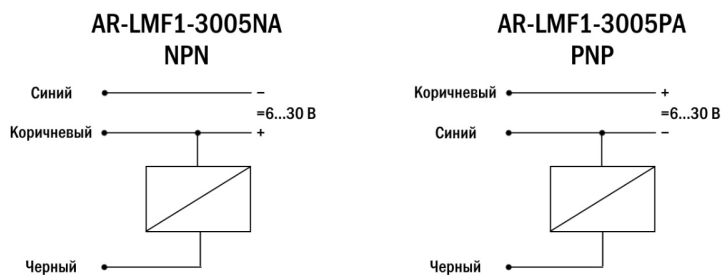 AR-LMF1-3005NA
NPN
Синий
–
=6...30 В
Коричневый
+
Черный
AR-LMF1-3005PA
PNP
Коричневый
+
=6...30 В
Синий
–
Черный